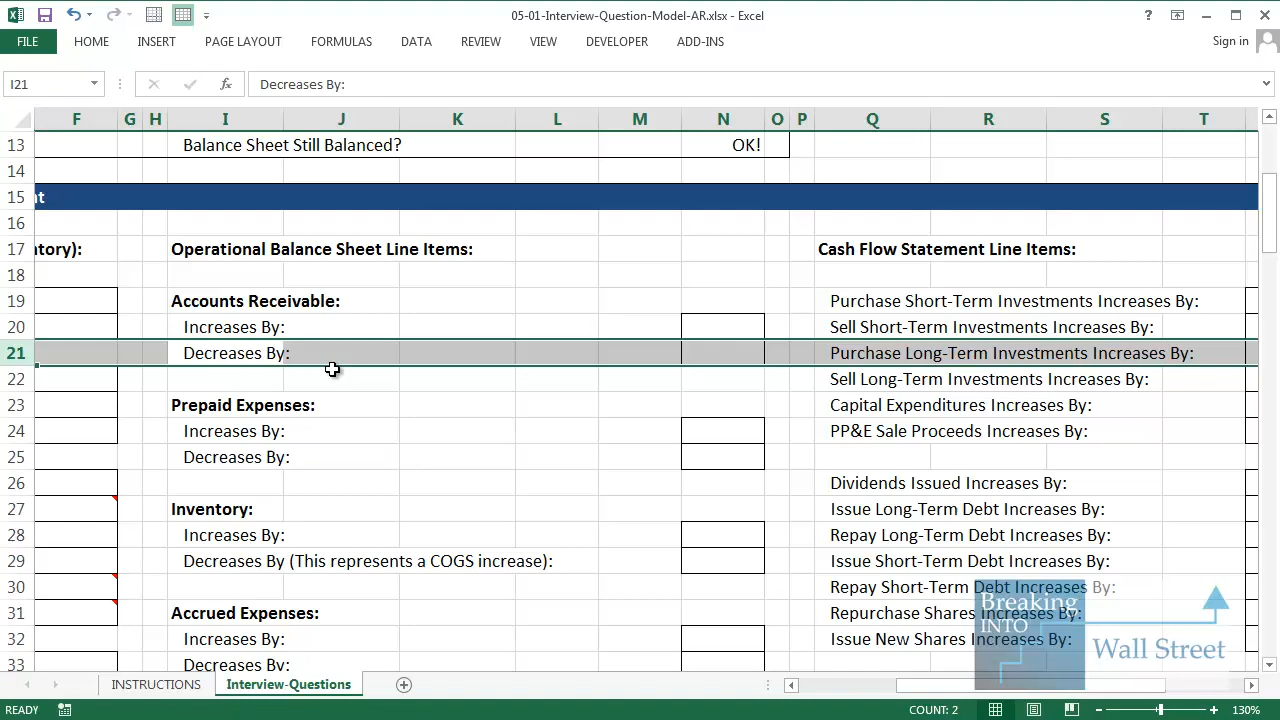 05-01-Interview-Question-Model-AR.xlsx - Excel
FILE HOME INSERT PAGE LAYOUT FORMULAS DATA REVIEW VIEW DEVELOPER ADD-INS Sign in
I21 fx Decreases By:
F G H I J K L M N O P Q R S T
13 Balance Sheet Still Balanced? OK!
14
15 nt
16
17 itory): Operational Balance Sheet Line Items: Cash Flow Statement Line Items:
18
19 Accounts Receivable: Purchase Short-Term Investments Increases By:
20 Increases By: Sell Short-Term Investments Increases By:
21 Decreases By: Purchase Long-Term Investments Increases By:
22 Sell Long-Term Investments Increases By:
23 Prepaid Expenses: Capital Expenditures Increases By:
24 Increases By: PP&E Sale Proceeds Increases By:
25 Decreases By:
26 Dividends Issued Increases By:
27 Inventory: Issue Long-Term Debt Increases By:
28 Increases By: Repay Long-Term Debt Increases By:
29 Decreases By (This represents a COGS increase): Issue Short-Term Debt Increases By:
30 Repay Short-Term Debt Increases By:
31 Accrued Expenses: Repurchase Shares Increases By:
32 Increases By: Issue New Shares Increases By:
33 Decreases By:
Breaking
INTO
Wall Street
INSTRUCTIONS Interview-Questions
READY COUNT: 2 130%